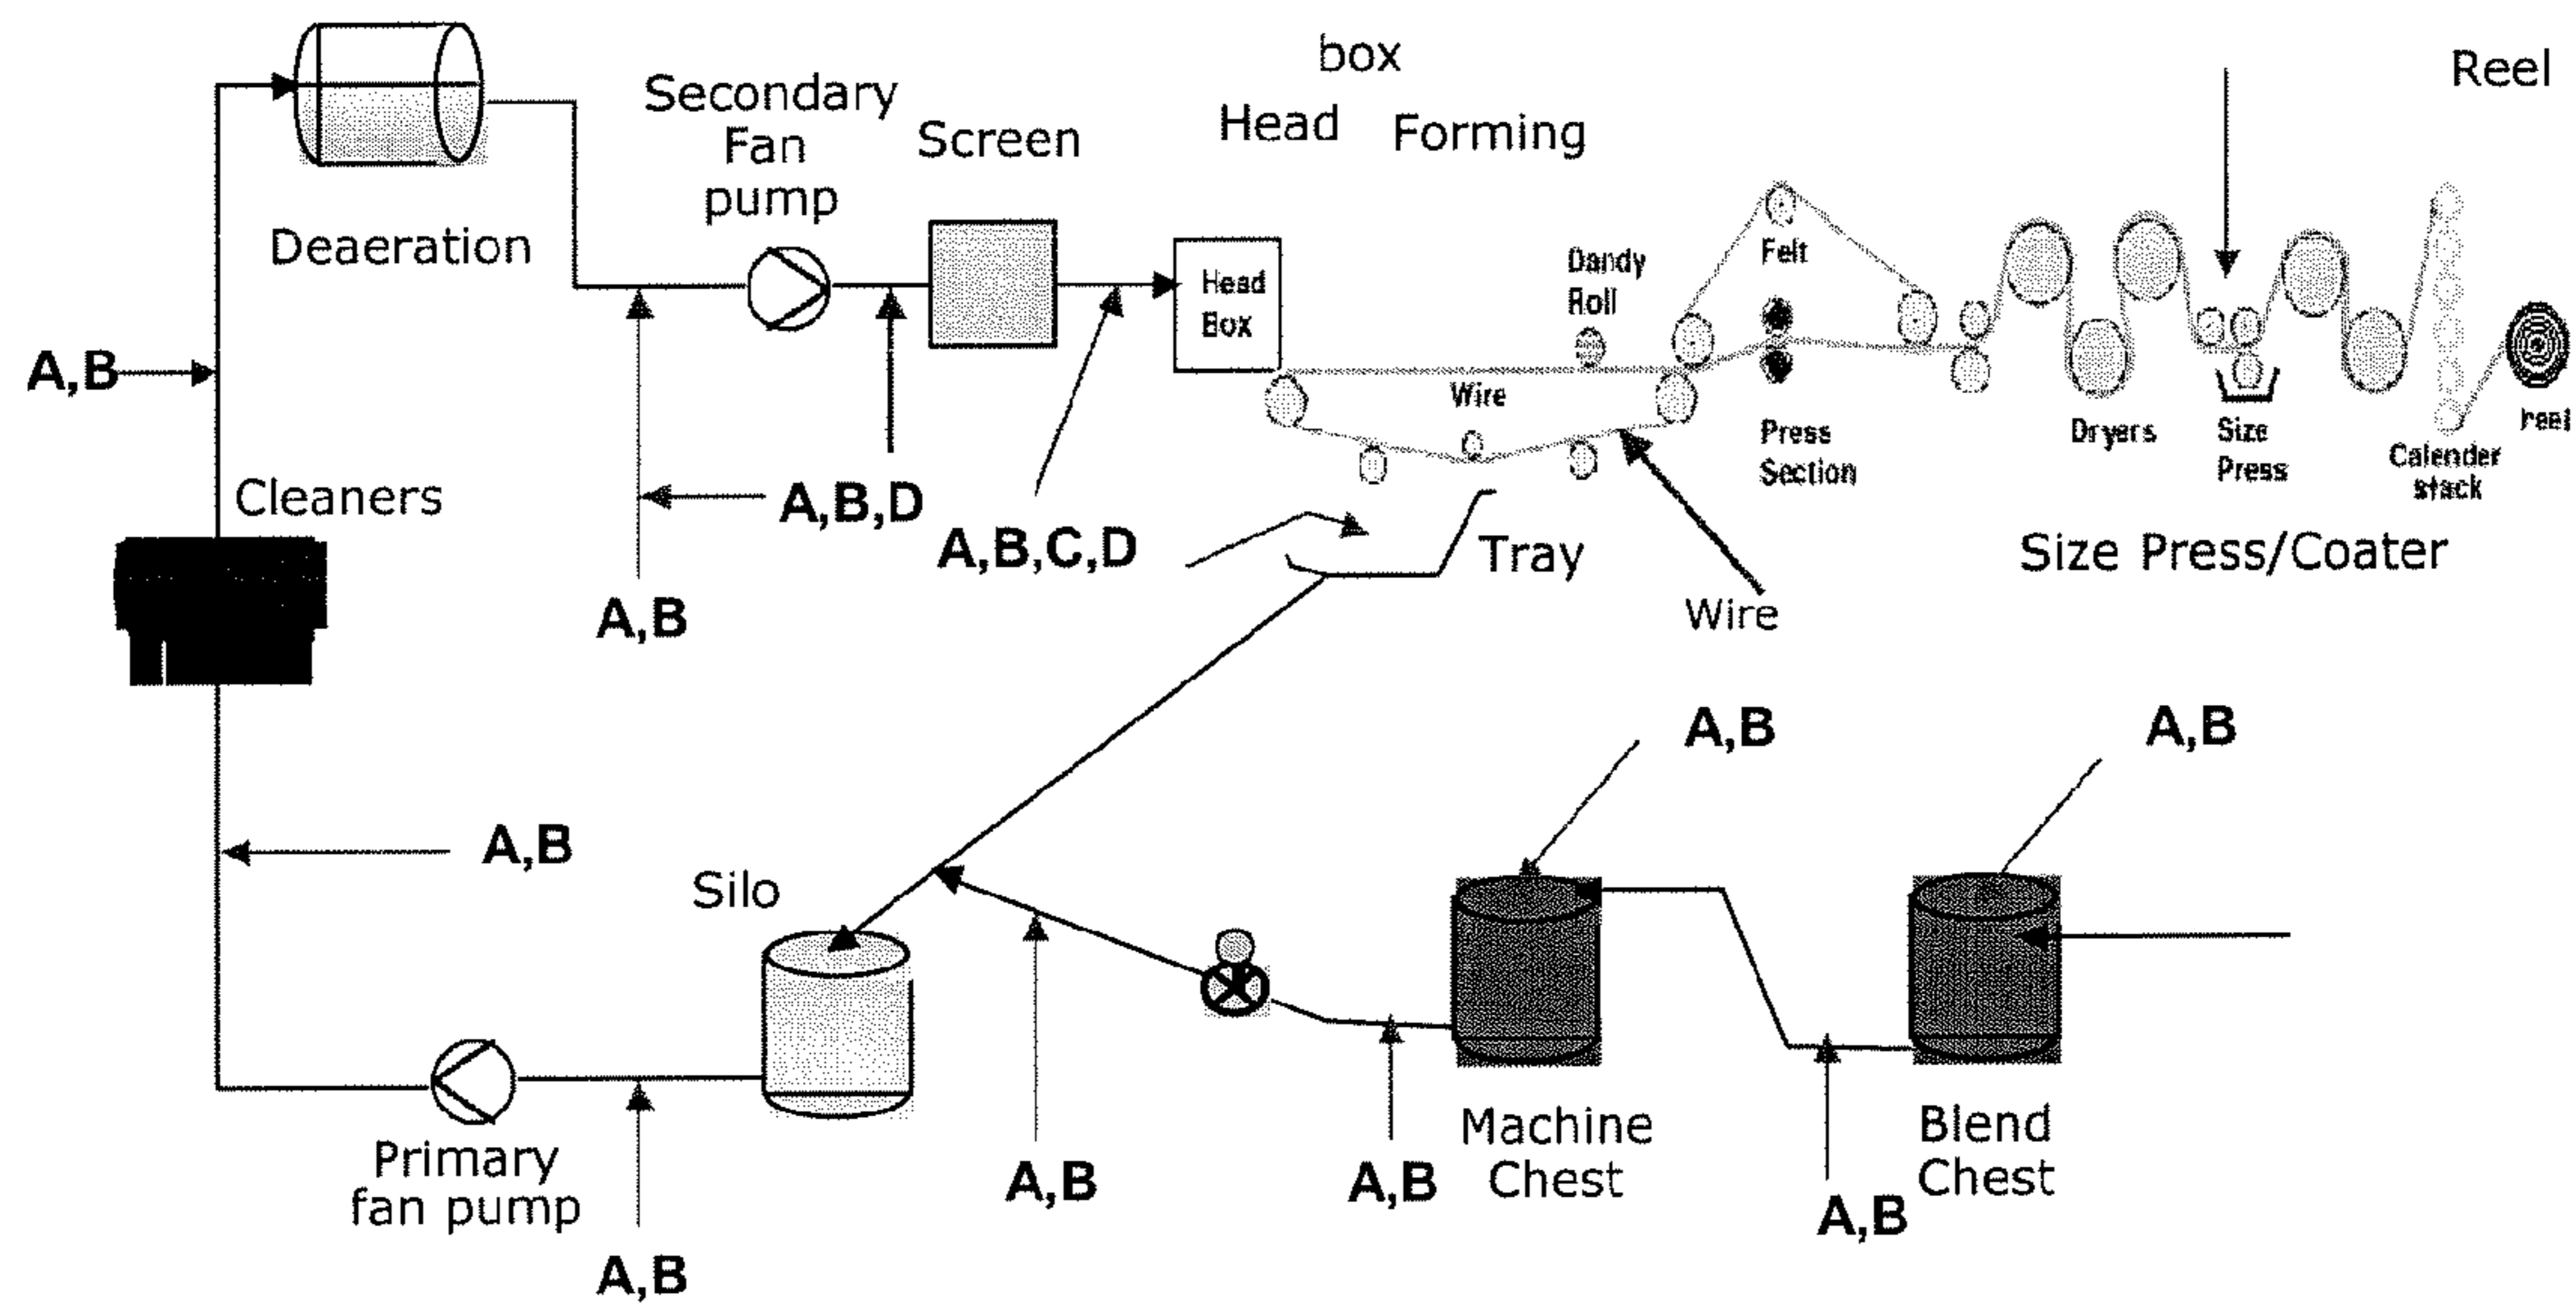 box
Reel
Secondary
Fan
pump
Screen
Head
Forming
Deaeration
Head
Box
Dandy
Roll
Felt
A,B
Wire
Press
Section
Dryers
Size
Press
Calender
stack
reel
Cleaners
A,B,D
A,B,C,D
Tray
Size Press/Coater
A,B
Wire
A,B
A,B
A,B
Silo
Primary
fan pump
A,B
A,B
A,B
Machine
Chest
A,B
Blend
Chest